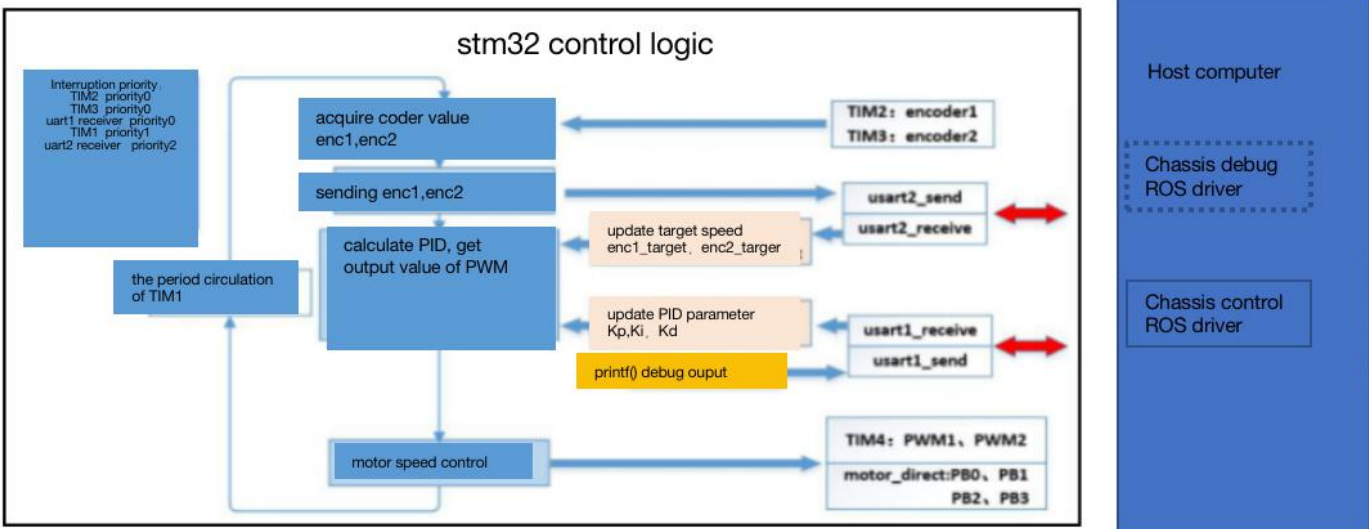 stm32 control logic
Interruption priority:
TIM2 priority0
TIM3 priority0
uart1 receiver priority0
TIM1 priority1
uart2 receiver priority2
acquire coder value
enc1,enc2
TIM2: encoder1
TIM3: encoder2
sending enc1,enc2
usart2_send
usart2_receive
update target speed
enc1_target、enc2_targer
calculate PID, get
output value of PWM
the period circulation
of TIM1
update PID parameter
Kp,Ki、Kd
usart1_receive
usart1_send
printf() debug ouput
motor speed control
TIM4: PWM1、PWM2
motor_direct:PB0、PB1
PB2、PB3
Host computer
Chassis debug
ROS driver
Chassis control
ROS driver